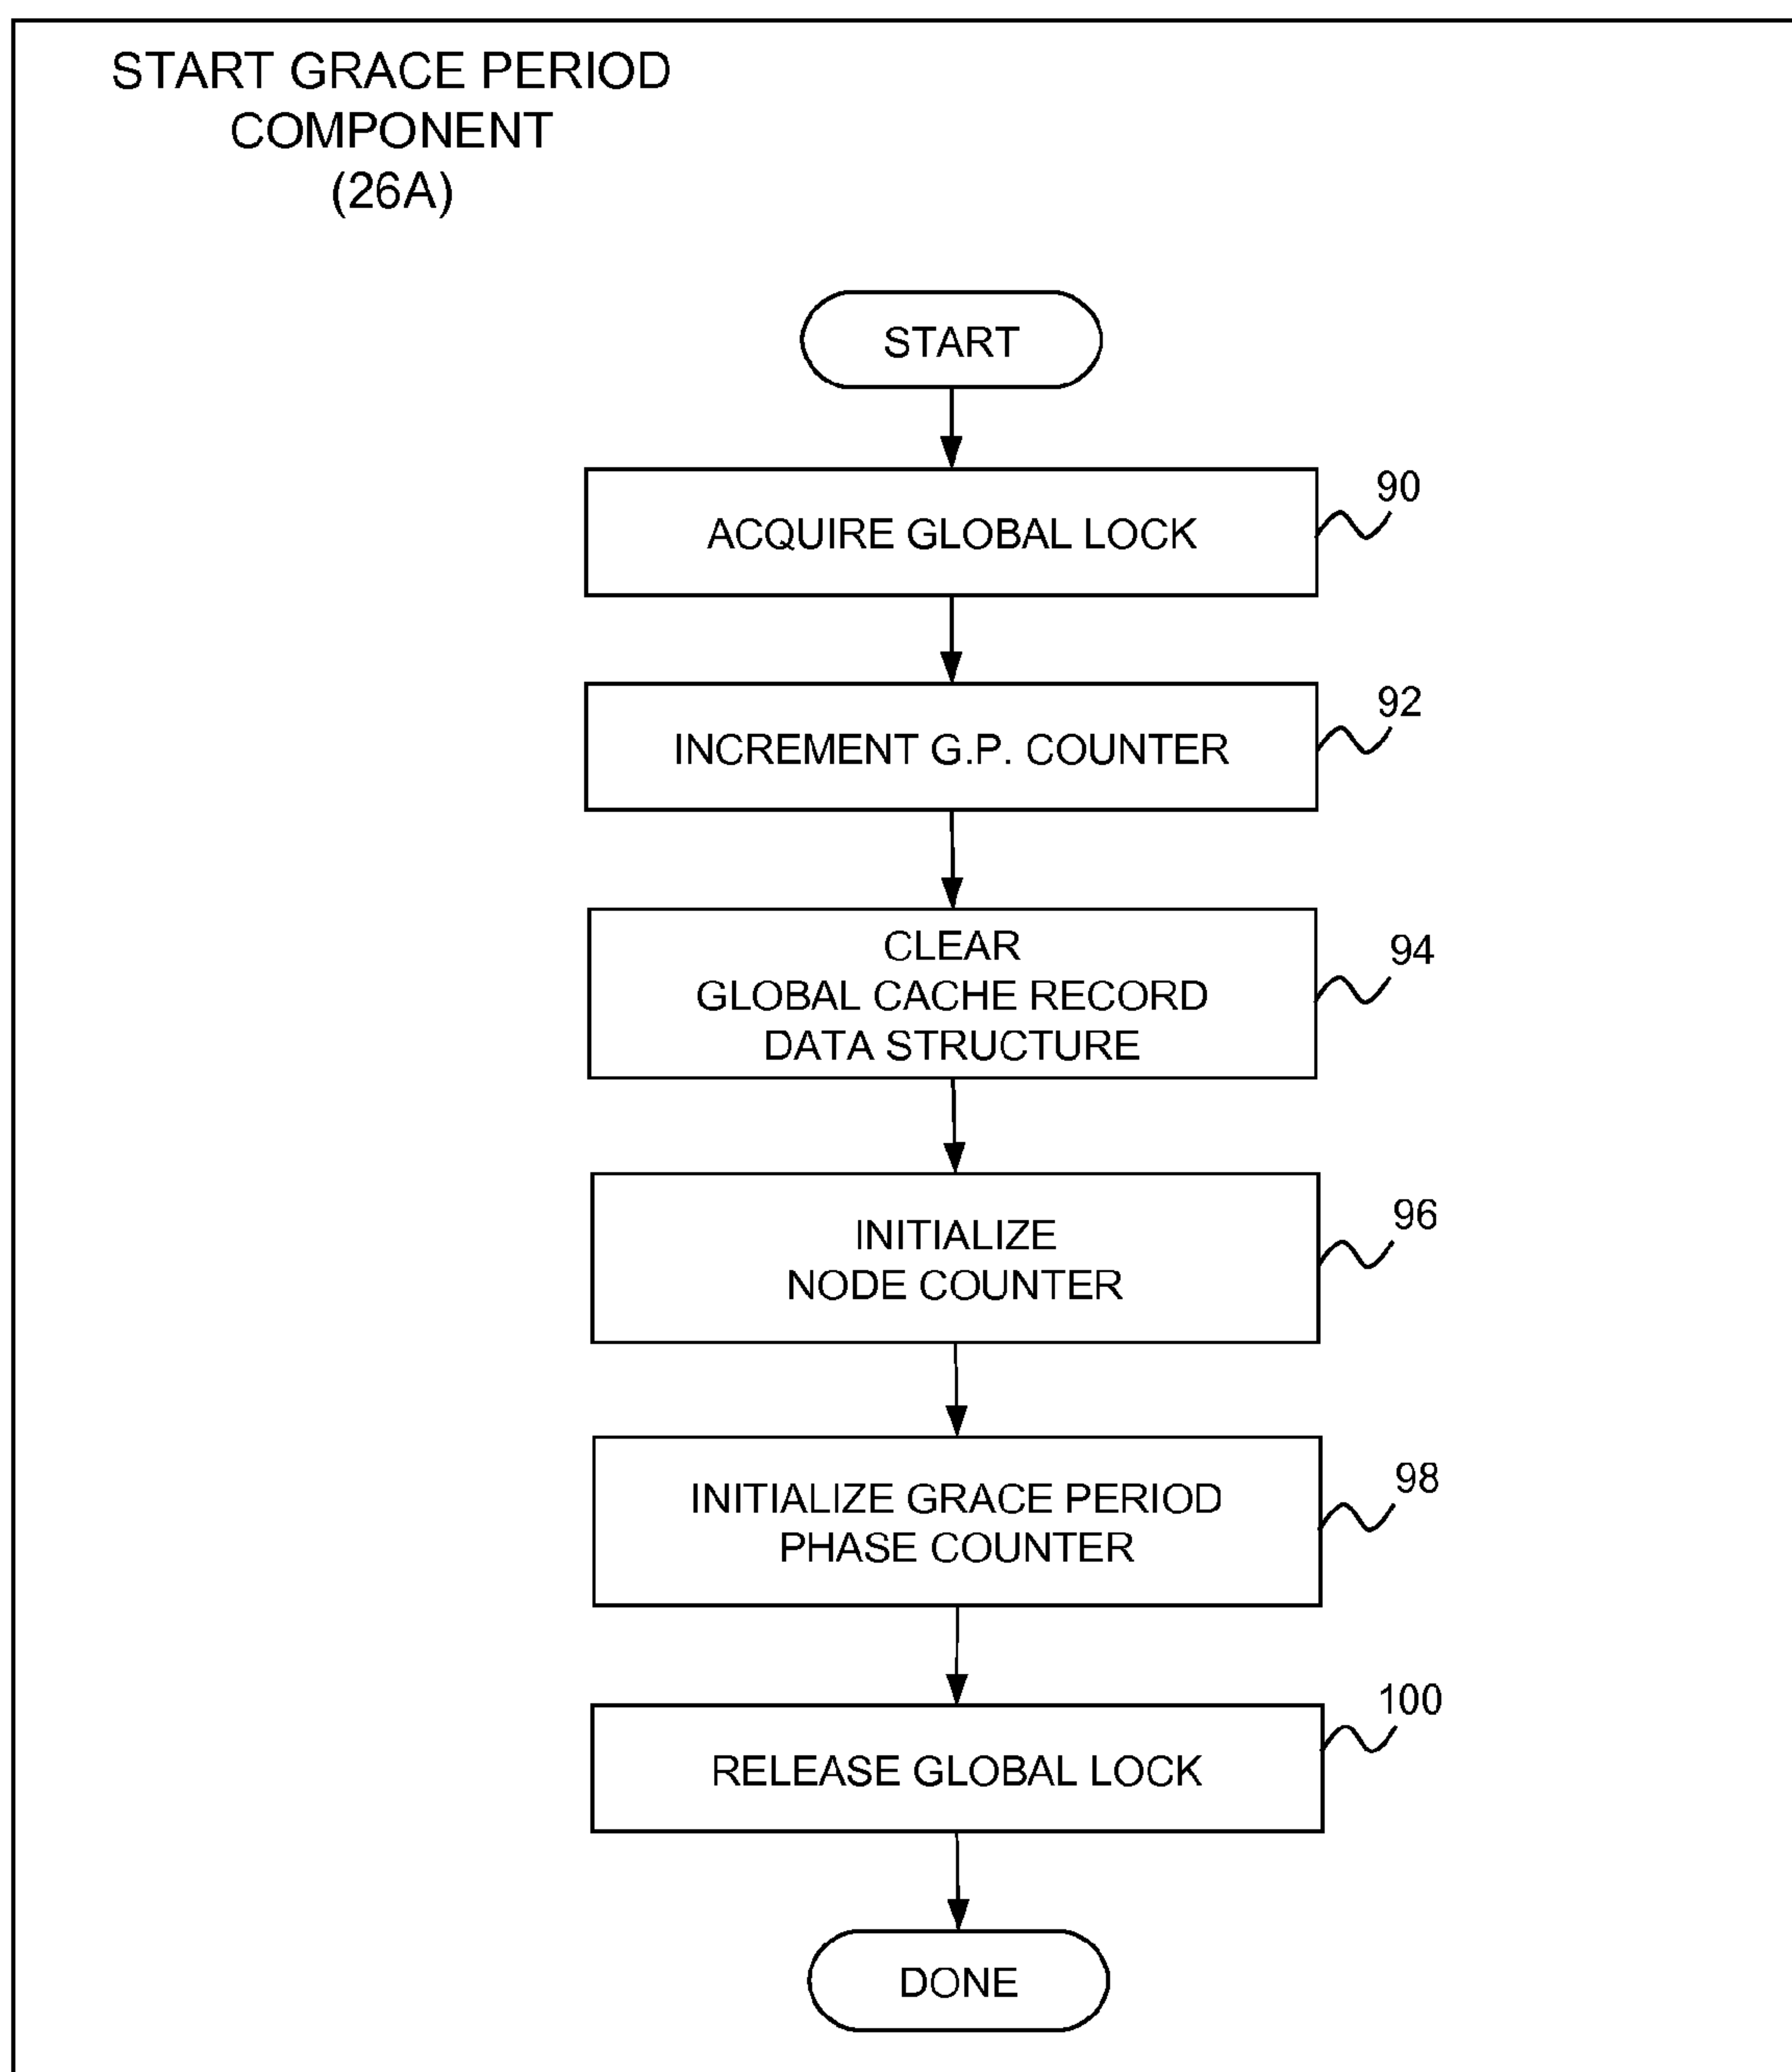 START GRACE PERIOD
COMPONENT
(26A)
START
ACQUIRE GLOBAL LOCK
90
INCREMENT G.P. COUNTER
92
CLEAR
GLOBAL CACHE RECORD
DATA STRUCTURE
94
INITIALIZE
NODE COUNTER
96
INITIALIZE GRACE PERIOD
PHASE COUNTER
98
RELEASE GLOBAL LOCK
100
DONE